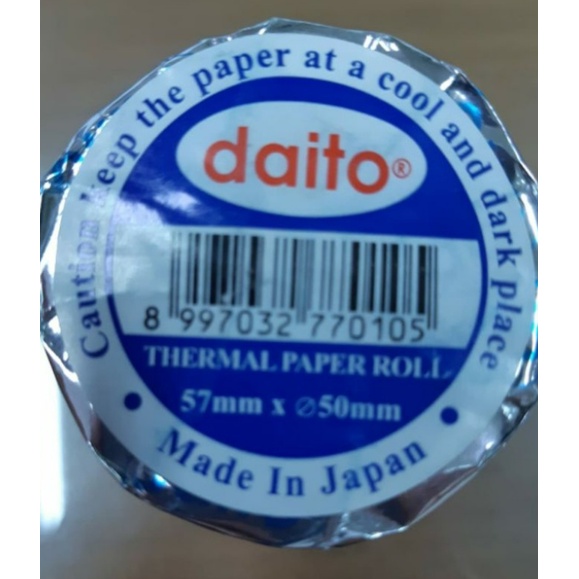 Caution keep the paper at a cool and dark place
daito®
8 997032 770105
THERMAL PAPER ROLL
57mm x ∅50mm
• Made In Japan •